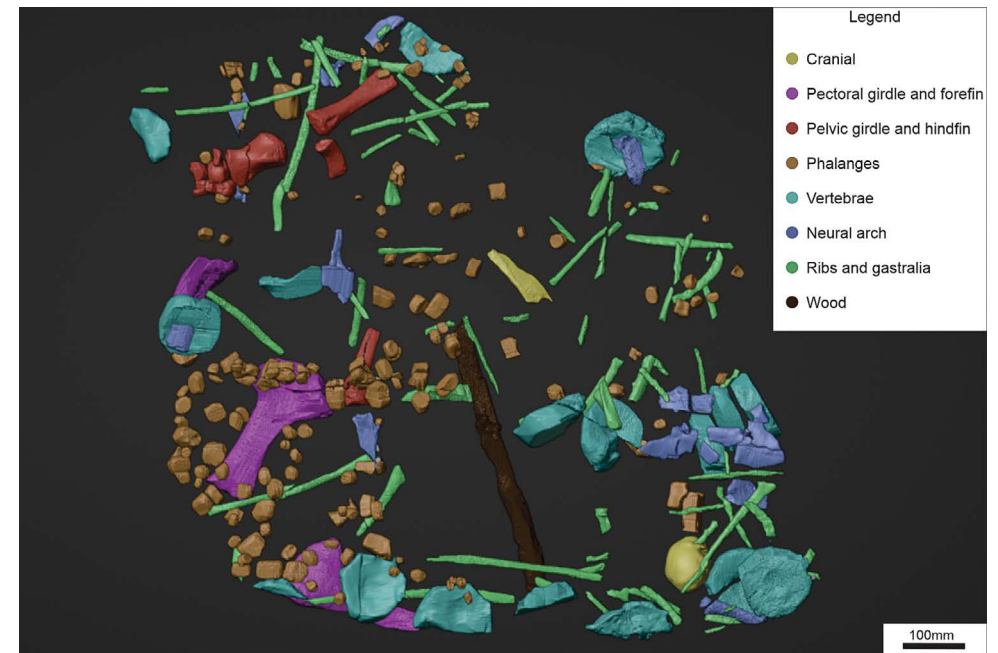 Legend
Cranial
Pectoral girdle and forefin
Pelvic girdle and hindfin
Phalanges
Vertebrae
Neural arch
Ribs and gastralia
Wood
100mm